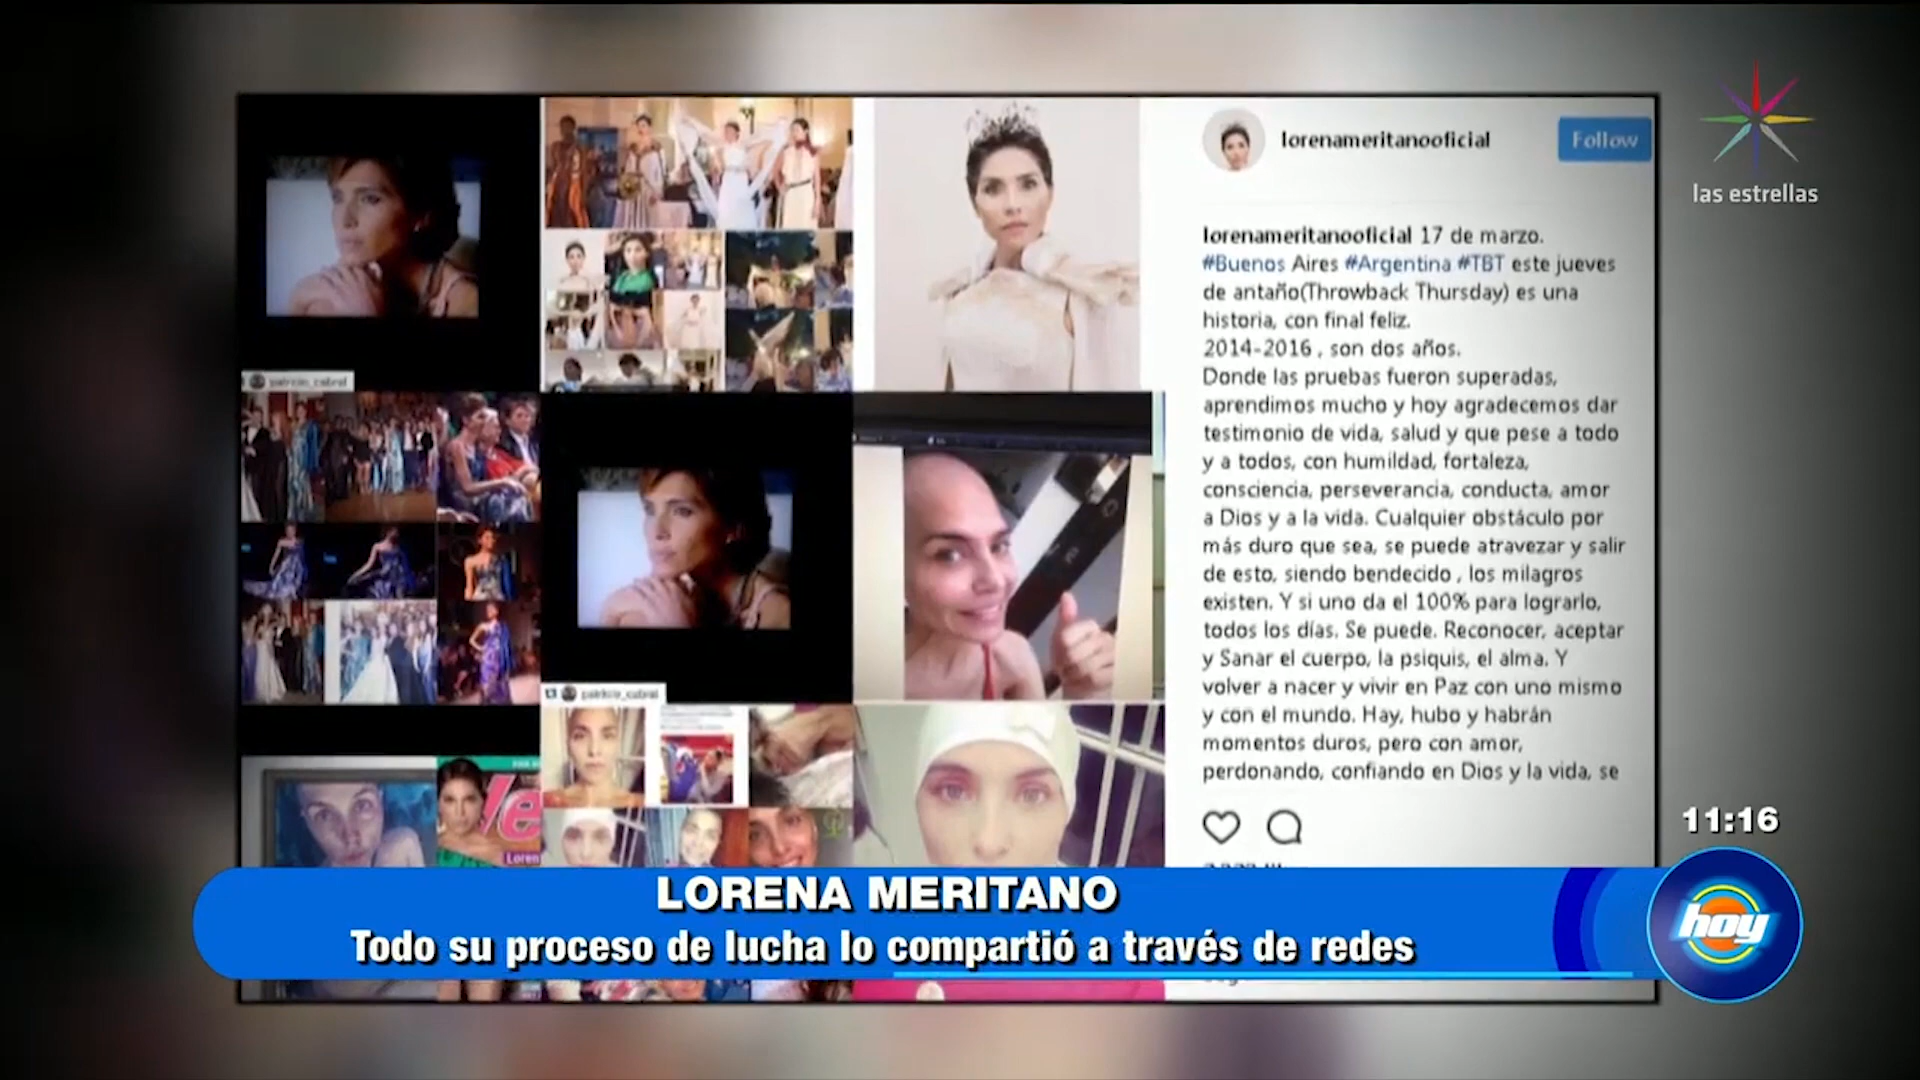 las estrellas
lorenameritanooficial
Follow
lorenameritanooficial 17 de marzo.
#Buenos Aires #Argentina #TBT este jueves
de antaño(Throwback Thursday) es una
historia, con final feliz.
2014-2016 , son dos años.
Donde las pruebas fueron superadas,
aprendimos mucho y hoy agradecemos dar
testimonio de vida, salud y que pese a todo
y a todos, con humildad, fortaleza,
consciencia, perseverancia, conducta, amor
a Dios y a la vida. Cualquier obstáculo por
más duro que sea, se puede atravezar y salir
de esto, siendo bendecido , los milagros
existen. Y si uno da el 100% para lograrlo,
todos los días. Se puede. Reconocer, aceptar
y Sanar el cuerpo, la psiquis, el alma. Y
volver a nacer y vivir en Paz con uno mismo
y con el mundo. Hay, hubo y habrán
momentos duros, pero con amor,
perdonando, confiando en Dios y la vida, se
patricio_cabral
patricio_cabral
Loren
11:16
LORENA MERITANO
Todo su proceso de lucha lo compartió a través de redes
hoy